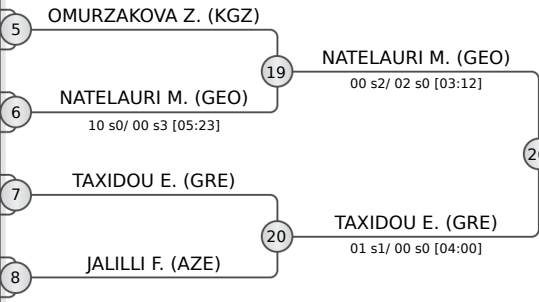 5
OMURZAKOVA Z. (KGZ)
19
NATELAURI M. (GEO)
00 s2/ 02 s0 [03:12]
6
NATELAURI M. (GEO)
10 s0/ 00 s3 [05:23]
7
TAXIDOU E. (GRE)
20
TAXIDOU E. (GRE)
01 s1/ 00 s0 [04:00]
8
JALILLI F. (AZE)